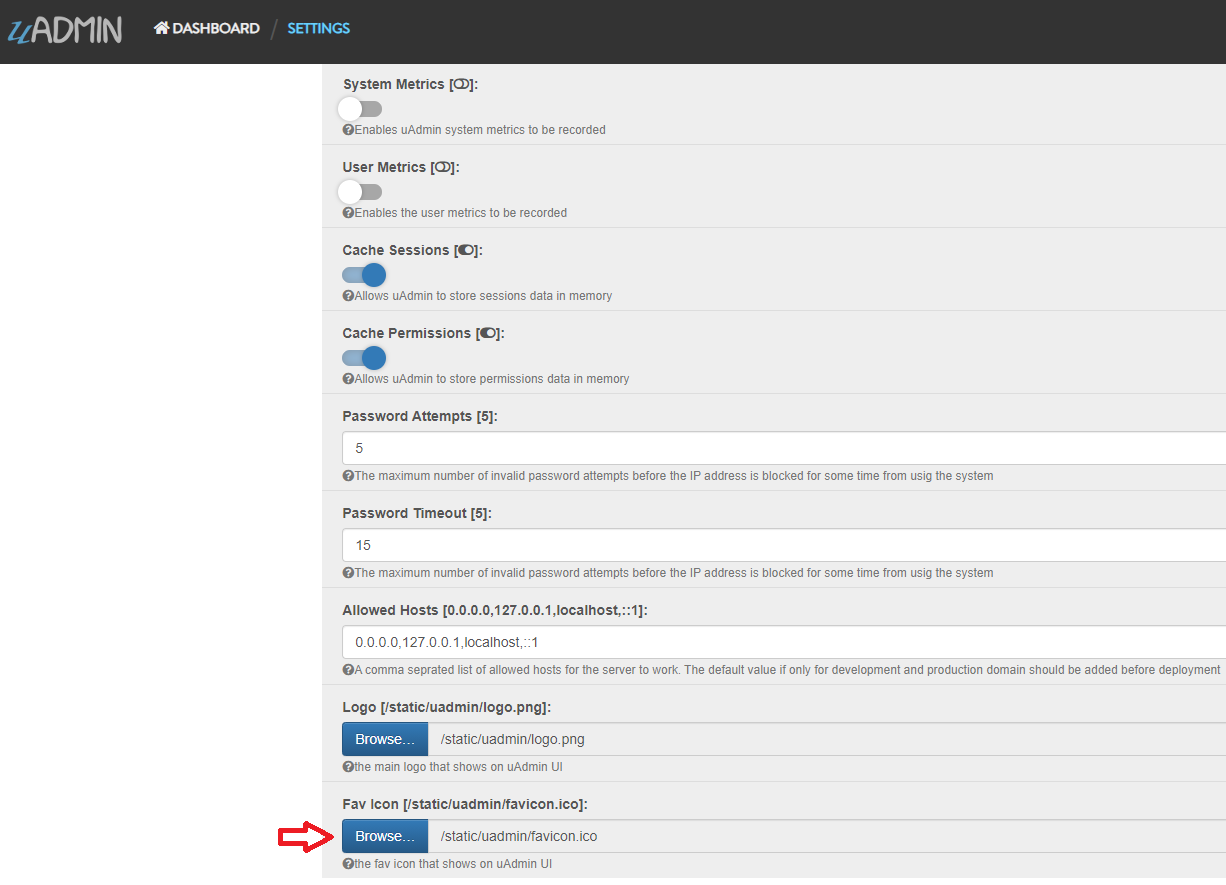 uADMIN DASHBOARD / SETTINGS
System Metrics []:
Enables uAdmin system metrics to be recorded
User Metrics []:
Enables the user metrics to be recorded
Cache Sessions []:
Allows uAdmin to store sessions data in memory
Cache Permissions []:
Allows uAdmin to store permissions data in memory
Password Attempts [5]:
5
The maximum number of invalid password attempts before the IP address is blocked for some time from usig the system
Password Timeout [5]:
15
The maximum number of invalid password attempts before the IP address is blocked for some time from usig the system
Allowed Hosts [0.0.0.0,127.0.0.1,localhost,::1]:
0.0.0.0,127.0.0.1,localhost,::1
A comma seprated list of allowed hosts for the server to work. The default value if only for development and production domain should be added before deployment
Logo [/static/uadmin/logo.png]:
Browse... /static/uadmin/logo.png
the main logo that shows on uAdmin UI
Fav Icon [/static/uadmin/favicon.ico]:
Browse... /static/uadmin/favicon.ico
the fav icon that shows on uAdmin UI